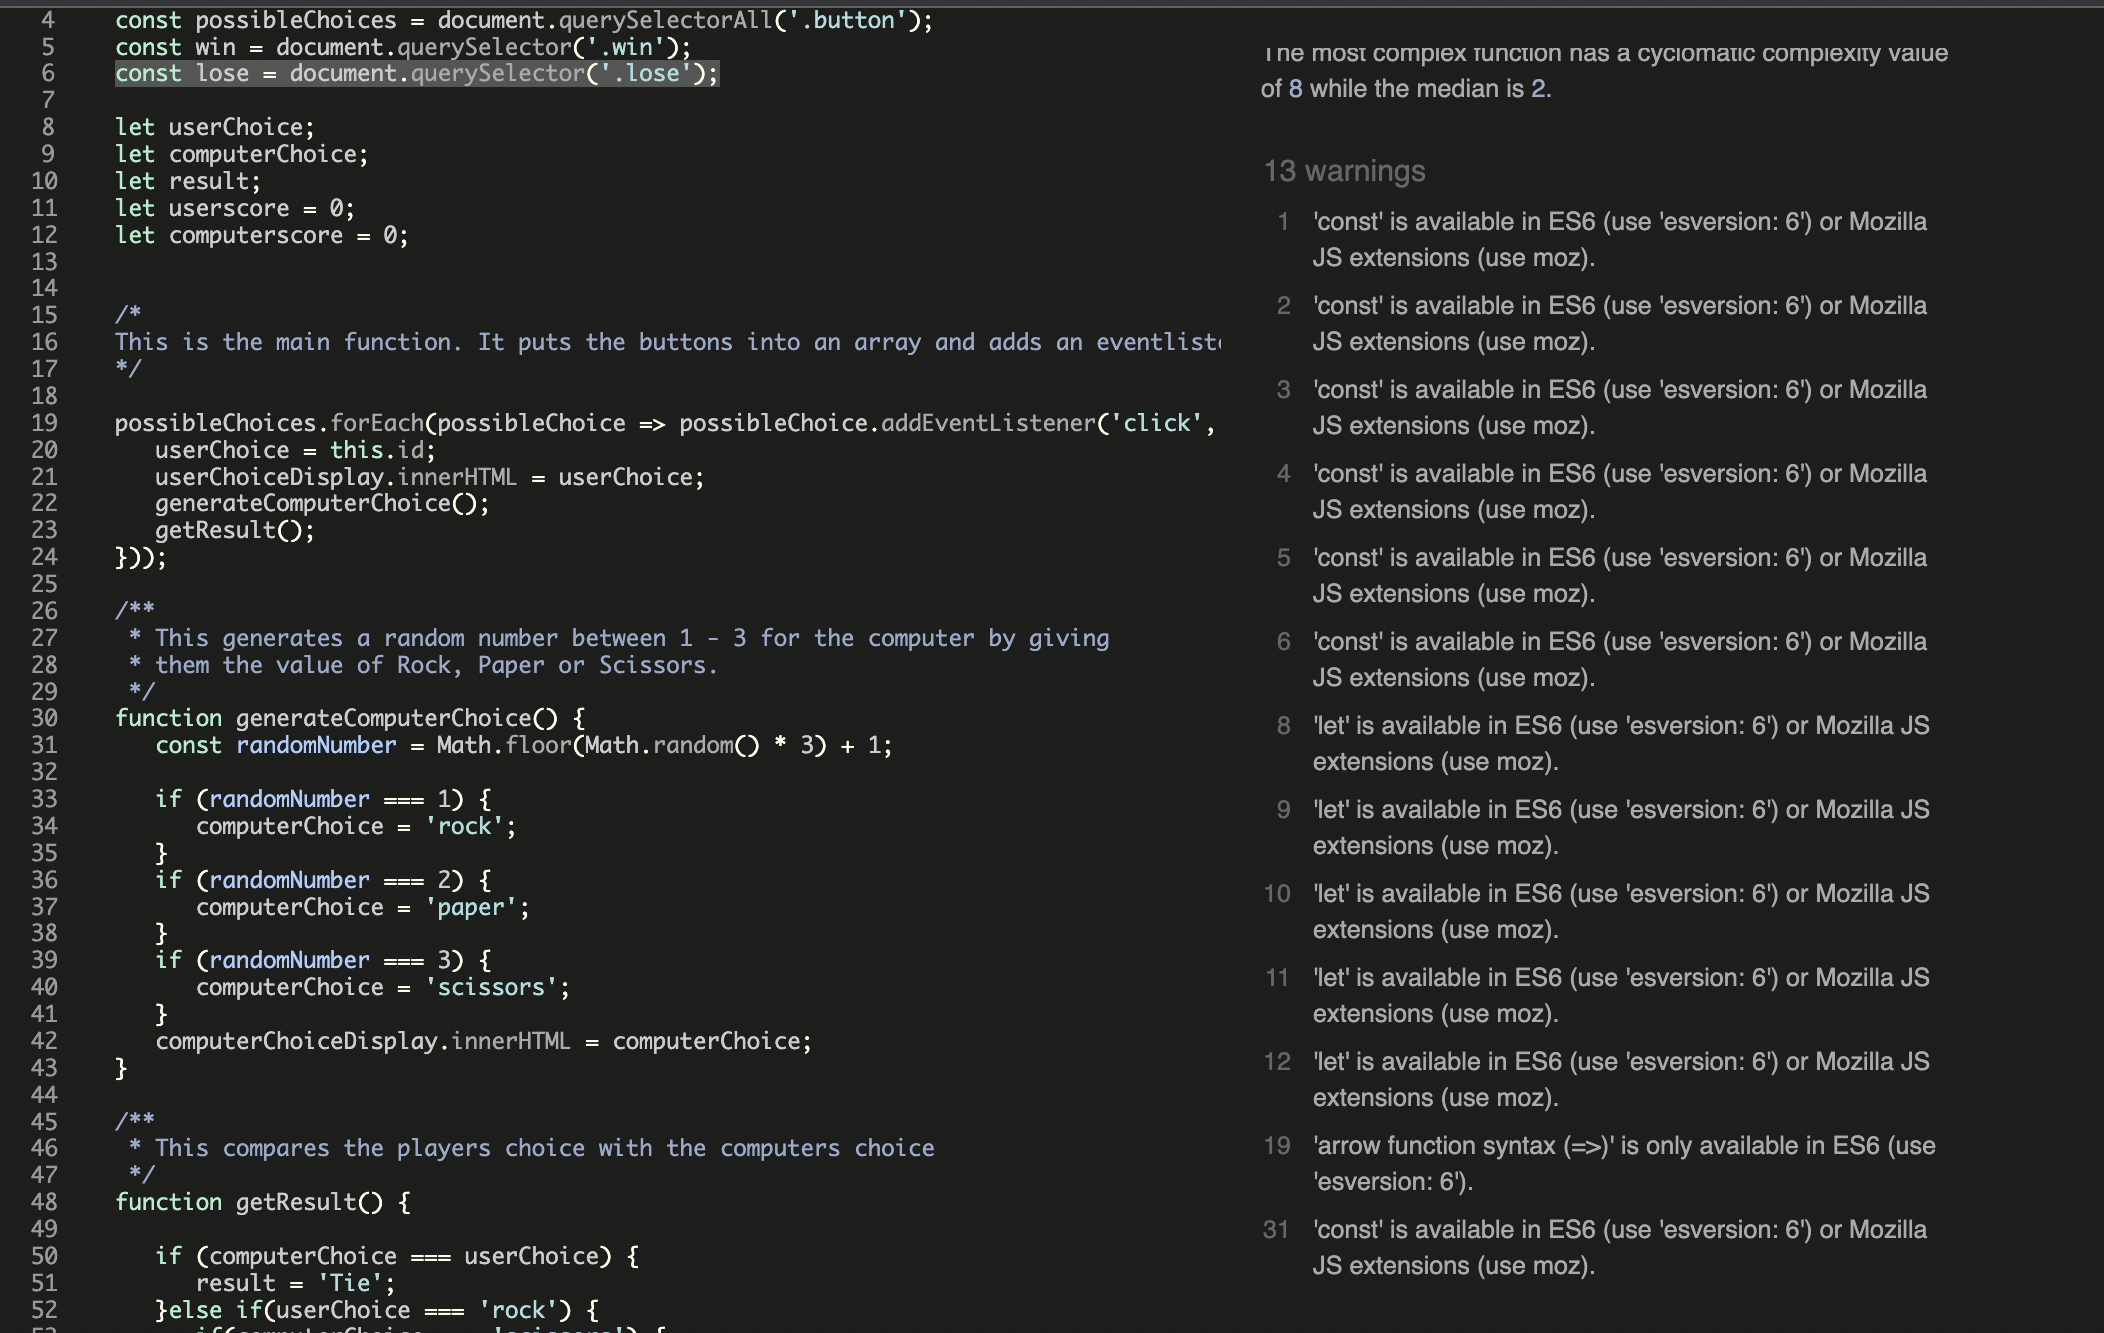 4 const possibleChoices = document.querySelectorAll('.button');
5 const win = document.querySelector('.win');
6 const lose = document.querySelector('.lose');
7
8 let userChoice;
9 let computerChoice;
10 let result;
11 let userscore = 0;
12 let computerscore = 0;
13
14
15 /*
16 This is the main function. It puts the buttons into an array and adds an
17 */
18
19 possibleChoices.forEach(possibleChoice => possibleChoice.addEventListener('click',
20 userChoice = this.id;
21 userChoiceDisplay.innerHTML = userChoice;
22 generateComputerChoice();
23 getResult();
24 }));
25
26 /**
27 * This generates a random number between 1 - 3 for the computer by giving
28 * them the value of Rock, Paper or Scissors.
29 */
30 function generateComputerChoice() {
31 const randomNumber = Math.floor(Math.random() * 3) + 1;
32
33 if (randomNumber === 1) {
34 computerChoice = 'rock';
35 }
36 if (randomNumber === 2) {
37 computerChoice = 'paper';
38 }
39 if (randomNumber === 3) {
40 computerChoice = 'scissors';
41 }
42 computerChoiceDisplay.innerHTML = computerChoice;
43 }
44
45 /**
46 * This compares the players choice with the computers choice
47 */
48 function getResult() {
49
50 if (computerChoice === userChoice) {
51 result = 'Tie';
52 }else if(userChoice === 'rock') {
The most complex function has a cyclomatic complexity value
of 8 while the median is 2.
13 warnings
1 'const' is available in ES6 (use 'esversion: 6') or Mozilla
JS extensions (use moz).
2 'const' is available in ES6 (use 'esversion: 6') or Mozilla
JS extensions (use moz).
3 'const' is available in ES6 (use 'esversion: 6') or Mozilla
JS extensions (use moz).
4 'const' is available in ES6 (use 'esversion: 6') or Mozilla
JS extensions (use moz).
5 'const' is available in ES6 (use 'esversion: 6') or Mozilla
JS extensions (use moz).
6 'const' is available in ES6 (use 'esversion: 6') or Mozilla
JS extensions (use moz).
8 'let' is available in ES6 (use 'esversion: 6') or Mozilla JS
extensions (use moz).
9 'let' is available in ES6 (use 'esversion: 6') or Mozilla JS
extensions (use moz).
10 'let' is available in ES6 (use 'esversion: 6') or Mozilla JS
extensions (use moz).
11 'let' is available in ES6 (use 'esversion: 6') or Mozilla JS
extensions (use moz).
12 'let' is available in ES6 (use 'esversion: 6') or Mozilla JS
extensions (use moz).
19 'arrow function syntax (=>)' is only available in ES6 (use
'esversion: 6').
31 'const' is available in ES6 (use 'esversion: 6') or Mozilla
JS extensions (use moz).